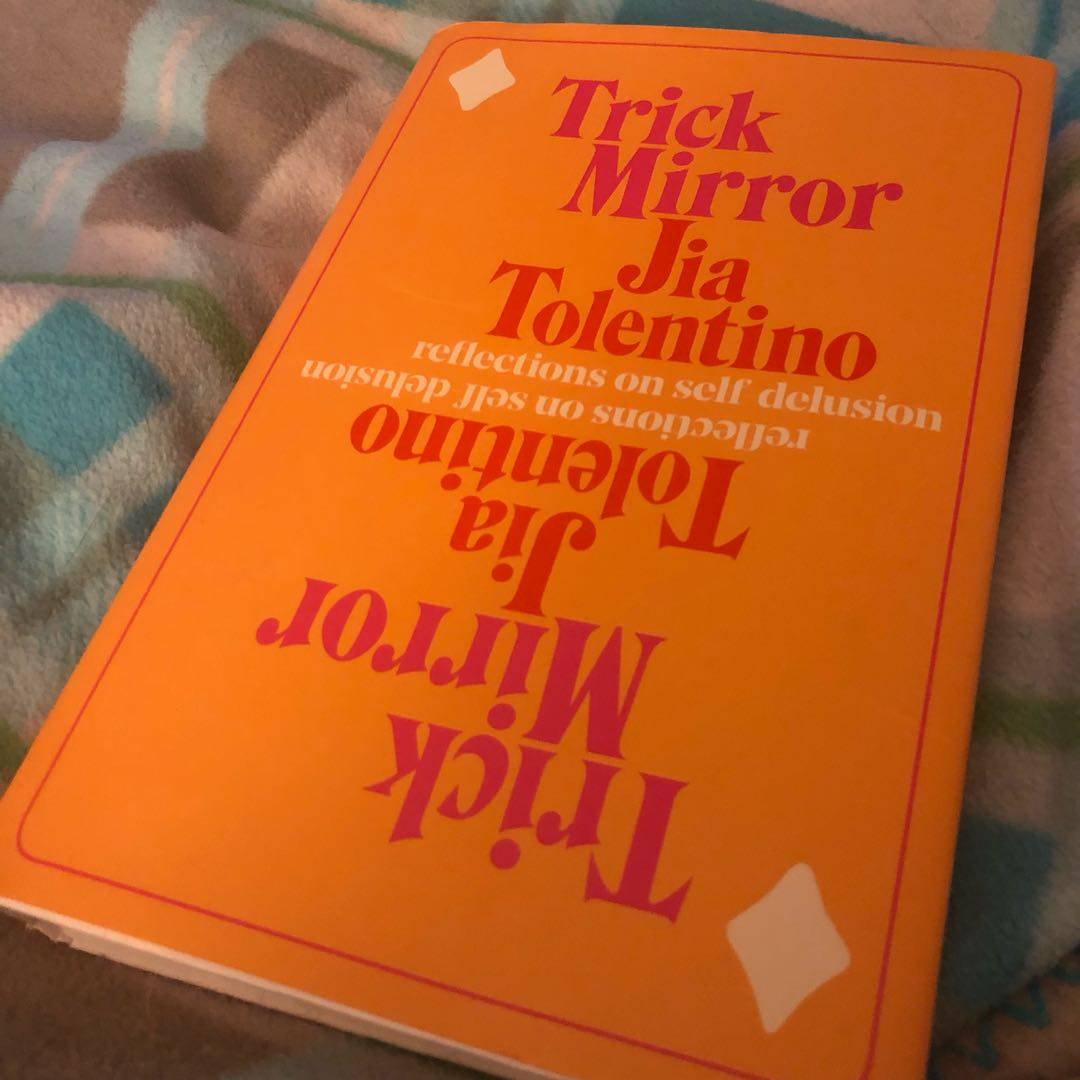 Trick
Mirror
Jia
Tolentino
reflections on self delusion
reflections on self delusion
Tolentino
Jia
Mirror
Trick